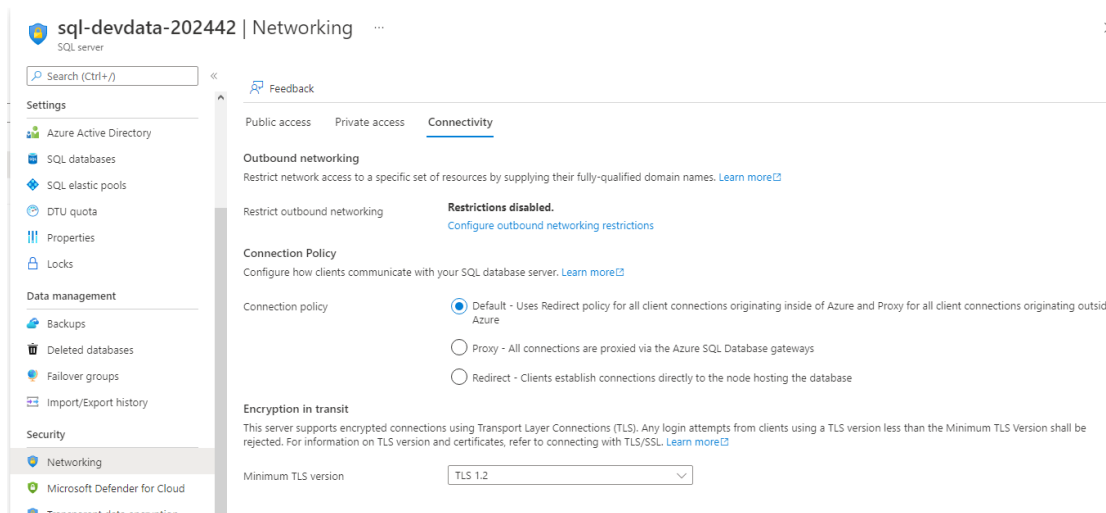 sql-devdata-202442 | Networking ...
SQL server
Search (Ctrl+/)
«
Settings
Azure Active Directory
SQL databases
SQL elastic pools
DTU quota
Properties
Locks
Data management
Backups
Deleted databases
Failover groups
Import/Export history
Security
Networking
Microsoft Defender for Cloud
Transparent data encryption
Feedback
Public access
Private access
Connectivity
Outbound networking
Restrict network access to a specific set of resources by supplying their fully-qualified domain names. Learn more
Restrict outbound networking
Restrictions disabled.
Configure outbound networking restrictions
Connection Policy
Configure how clients communicate with your SQL database server. Learn more
Connection policy
Default - Uses Redirect policy for all client connections originating inside of Azure and Proxy for all client connections originating outsid
Azure
Proxy - All connections are proxied via the Azure SQL Database gateways
Redirect - Clients establish connections directly to the node hosting the database
Encryption in transit
This server supports encrypted connections using Transport Layer Connections (TLS). Any login attempts from clients using a TLS version less than the Minimum TLS Version shall be
rejected. For information on TLS version and certificates, refer to connecting with TLS/SSL. Learn more
Minimum TLS version
TLS 1.2